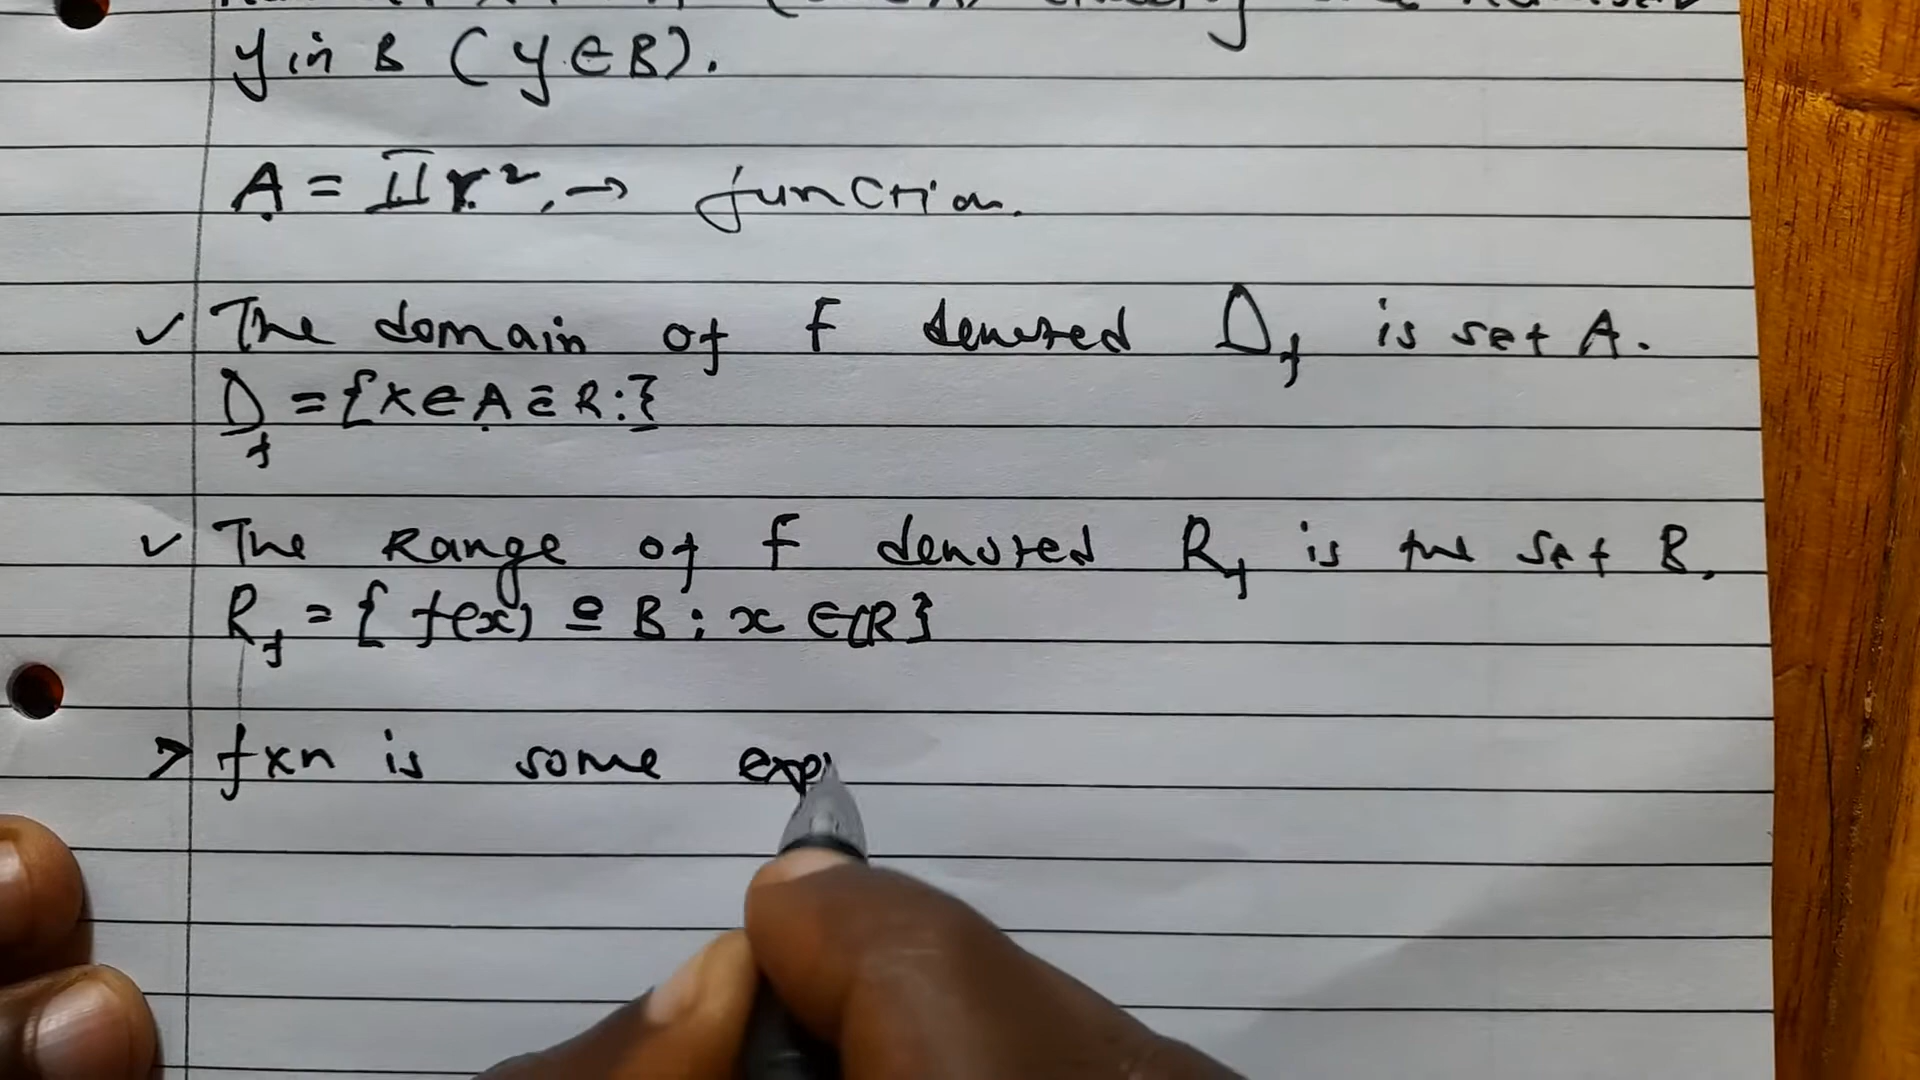 y in B (y ∈ B).
A = πr², → function.
✓ The domain of f denoted D_f is set A.
D_f = {x ∈ A ⊆ R:}
✓ The Range of f denoted R_f is the set B.
R_f = { f(x) ⊆ B : x ∈ R }
> fxn is some exp